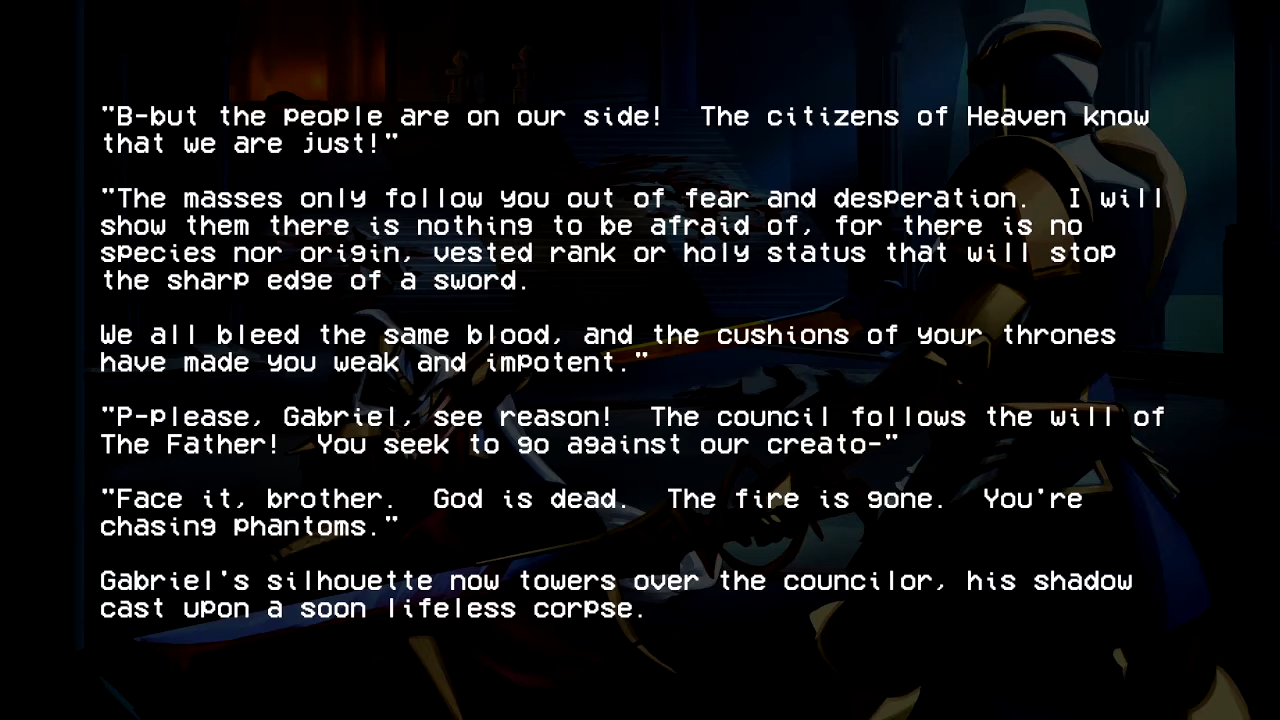 "B-but the people are on our side!  The citizens of Heaven know
that we are just!"
"The masses only follow you out of fear and desperation.  I will
show them there is nothing to be afraid of, for there is no
species nor origin, vested rank or holy status that will stop
the sharp edge of a sword.
We all bleed the same blood, and the cushions of your thrones
have made you weak and impotent."
"P-please, Gabriel, see reason!  The council follows the will of
The Father!  You seek to go against our creato-"
"Face it, brother.  God is dead.  The fire is gone.  You're
chasing phantoms."
Gabriel's silhouette now towers over the councilor, his shadow
cast upon a soon lifeless corpse.